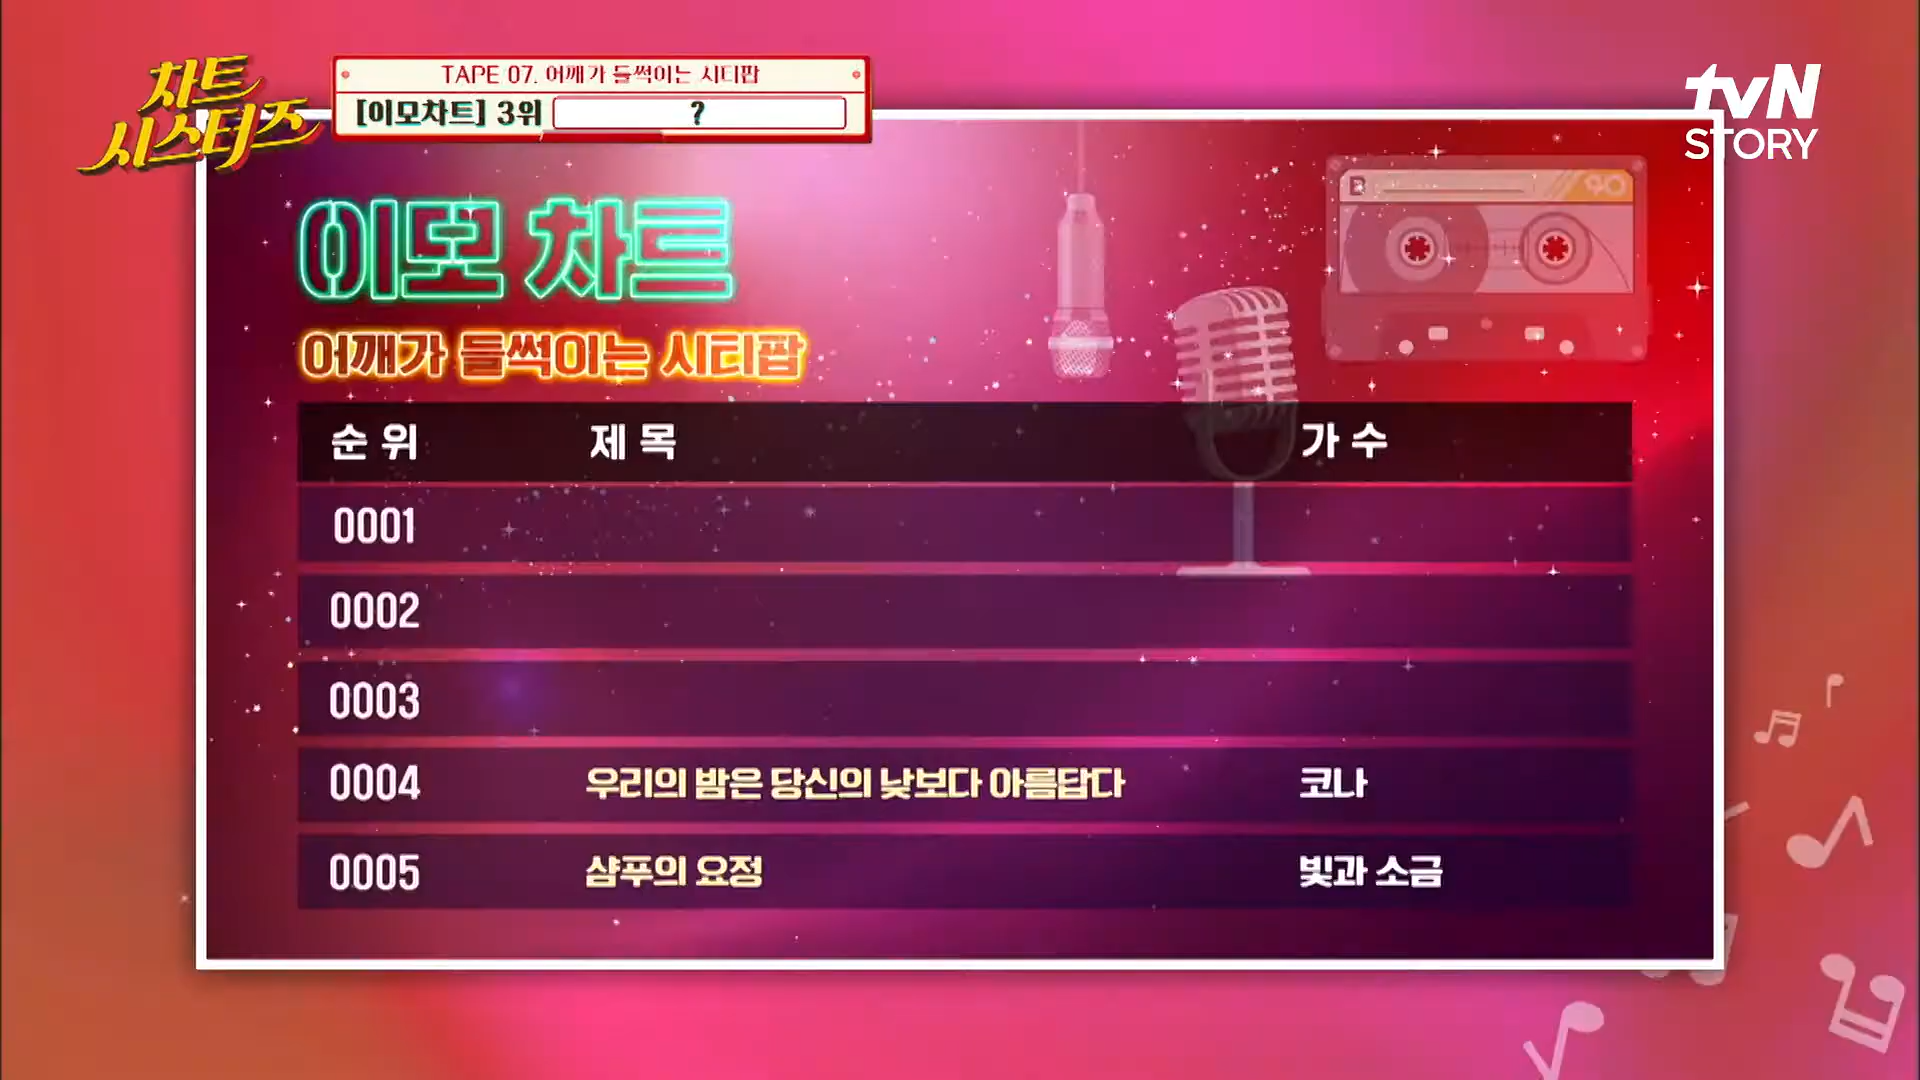 차트
시스터즈
TAPE 07. 어깨가 들썩이는 시티팝
[이모차트] 3위 ?
tvN
STORY
B 90
이모 차트
어깨가 들썩이는 시티팝
순위 제목 가수
0001
0002
0003
0004 우리의 밤은 당신의 낮보다 아름답다 코나
0005 샴푸의 요정 빛과 소금